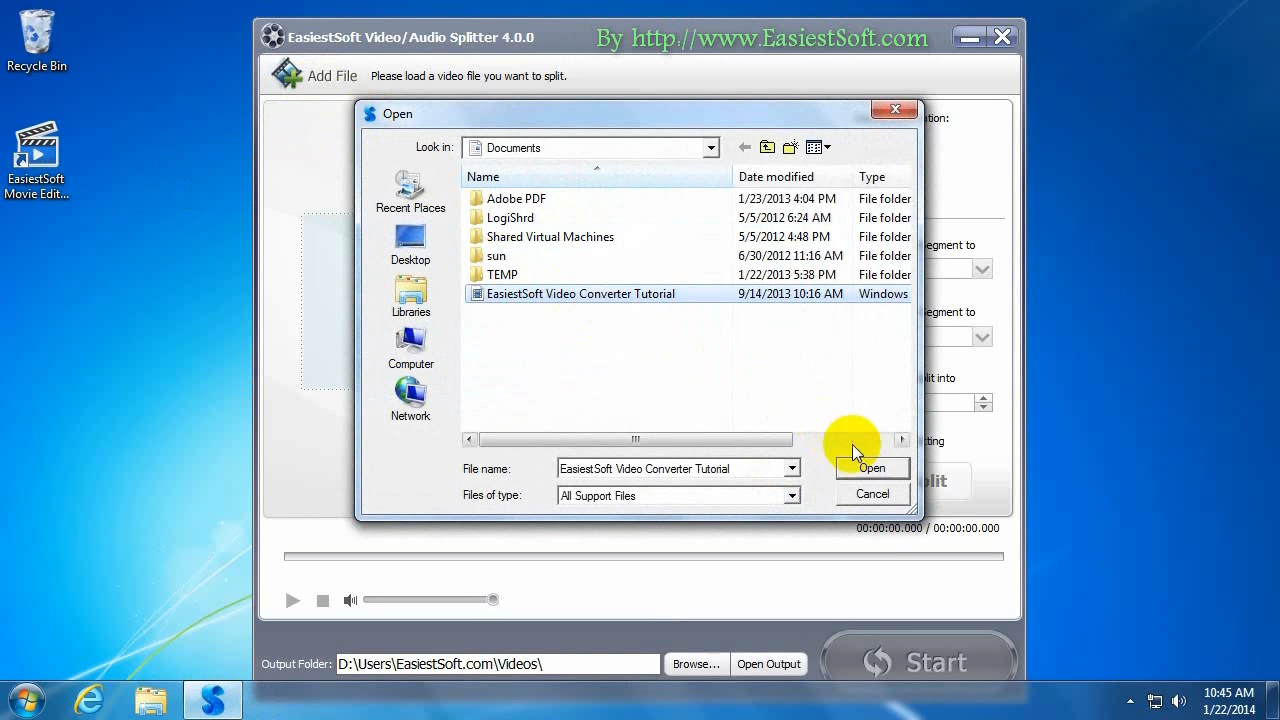 Recycle Bin
EasiestSoft
Movie Edit...
EasiestSoft Video/Audio Splitter 4.0.0
By http://www.EasiestSoft.com
Add File
Please load a video file you want to split.
Open
Look in:
Documents
Recent Places
Desktop
Libraries
Computer
Network
Name Date modified Type
Adobe PDF 1/23/2013 4:04 PM File folder
LogiShrd 5/5/2012 6:24 AM File folder
Shared Virtual Machines 5/5/2012 4:48 PM File folder
sun 6/30/2012 11:16 AM File folder
TEMP 1/22/2013 5:38 PM File folder
EasiestSoft Video Converter Tutorial 9/14/2013 10:16 AM Windows
File name: EasiestSoft Video Converter Tutorial Open
Files of type: All Support Files Cancel
Segment to
Segment to
into
00:00:00.000 / 00:00:00.000
Output Folder: D:\Users\EasiestSoft.com\Videos\ Browse... Open Output
Start
10:45 AM
1/22/2014